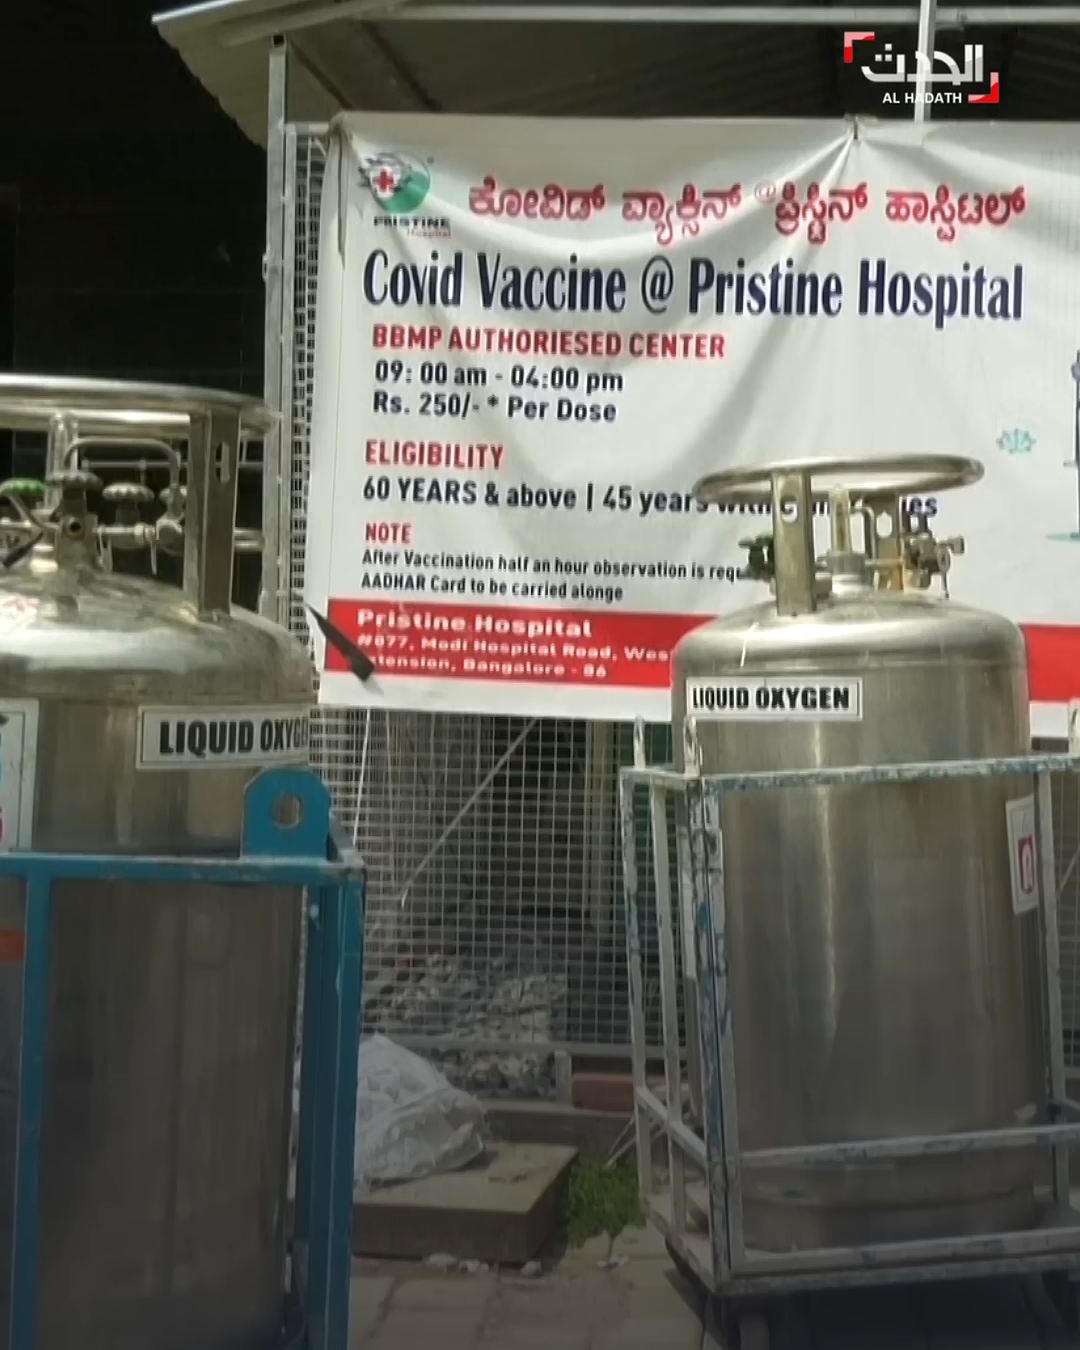 الحدث
AL HADATH
PRISTINE
Hospital
ಕೋವಿಡ್ ವ್ಯಾಕ್ಸಿನ್ @ಪ್ರಿಸ್ಟಿನ್ ಹಾಸ್ಪಿಟಲ್
Covid Vaccine @ Pristine Hospital
BBMP AUTHORIESED CENTER
09: 00 am - 04:00 pm
Rs. 250/- * Per Dose
ELIGIBILITY
60 YEARS & above | 45 years with
NOTE
After Vaccination half an hour observation is
AADHAR Card to be carried alonge
Pristine Hospital
#877, Modi Hospital Road,
Bangalore - 86
LIQUID OXYGEN
LIQUID